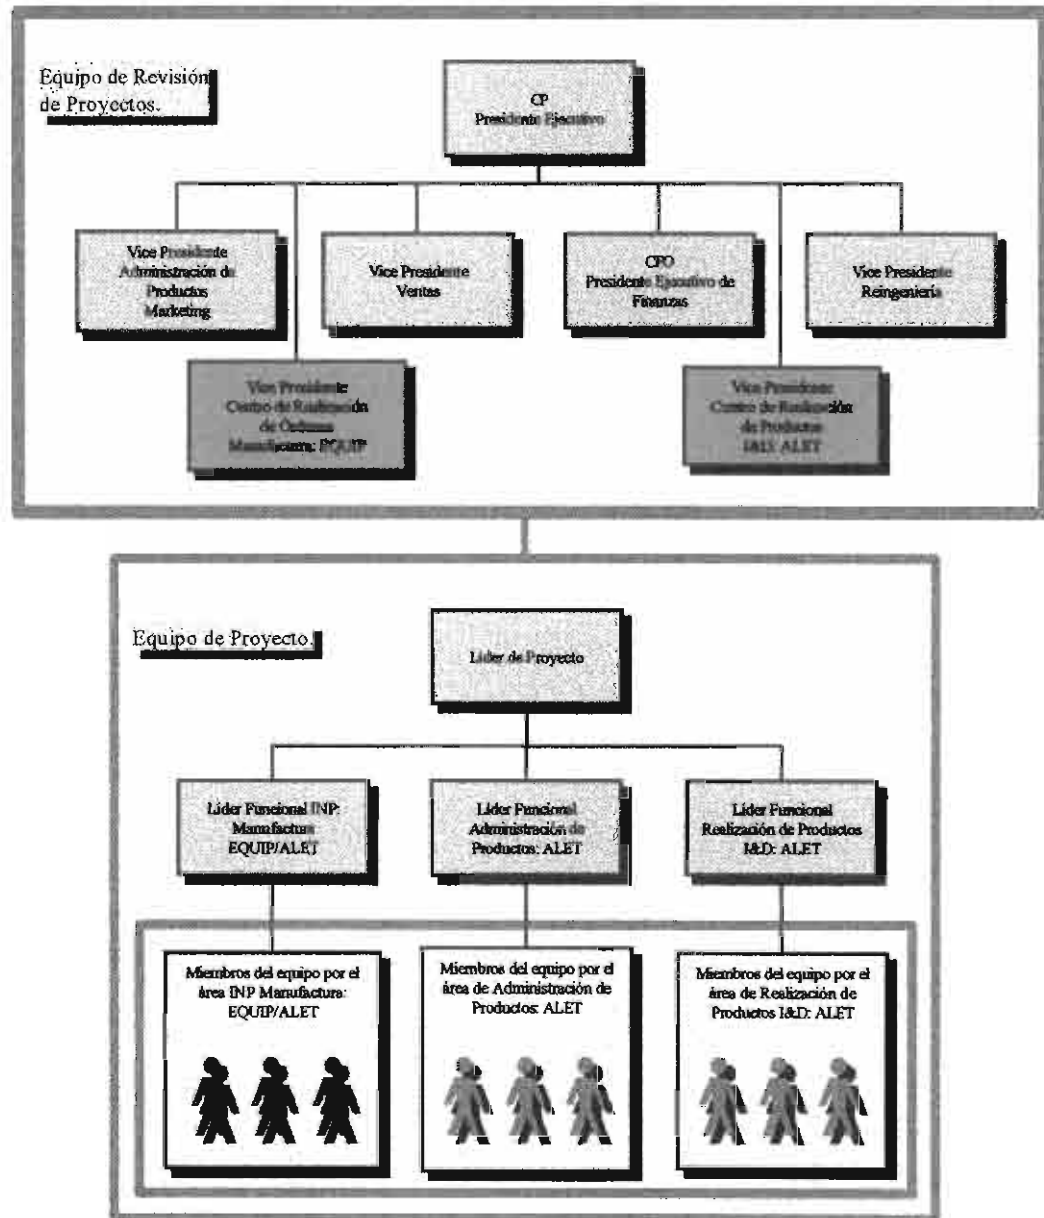 Equipo de Revisión
de Proyectos.
CP
Presidente Ejecutivo
Vice Presidente
Administración de
Productos
Marketing
Vice Presidente
Ventas
CFO
Presidente Ejecutivo de
Finanzas
Vice Presidente
Reingeniería
Vice Presidente
Centro de Realización
de Ordenes
Manufactura: EQUIP
Vice Presidente
Centro de Realización
de Productos
I&D: ALET
Equipo de Proyecto.
Líder de Proyecto
Líder Funcional INP:
Manufactura
EQUIP/ALET
Líder Funcional
Administración de
Productos: ALET
Líder Funcional
Realización de Productos
I&D: ALET
Miembros del equipo por el
área INP Manufactura:
EQUIP/ALET
Miembros del equipo por el
área de Administración de
Productos: ALET
Miembros del equipo por el
área de Realización de
Productos I&D: ALET